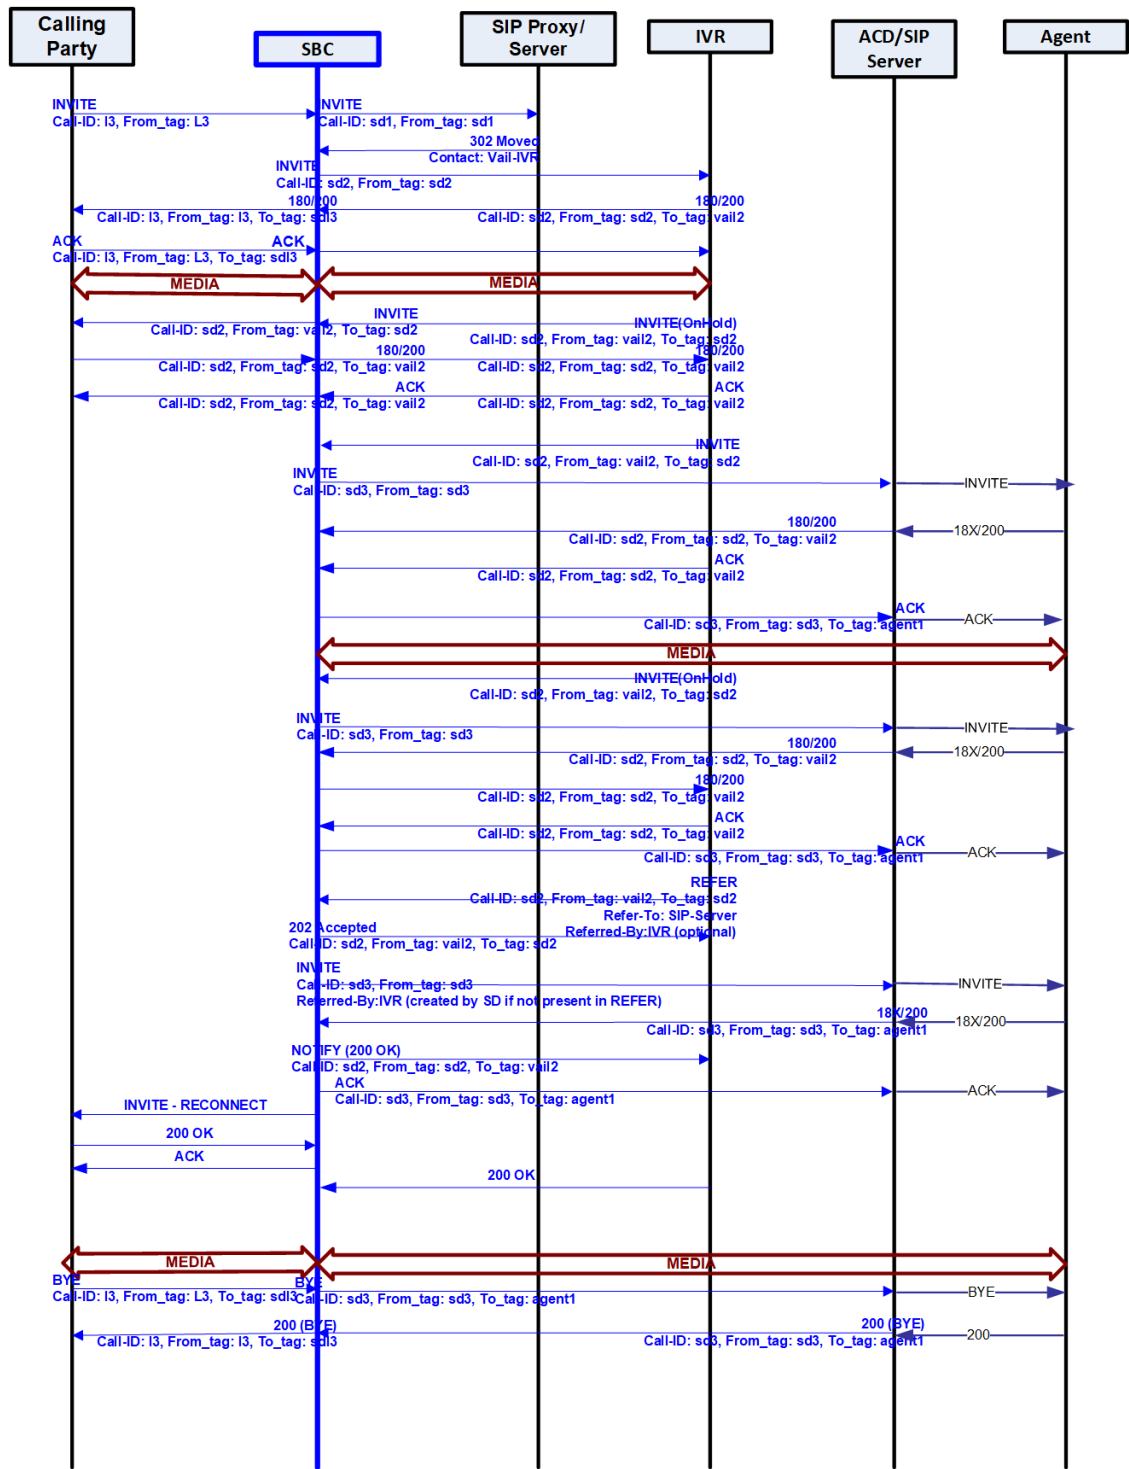 Calling
Party
SBC
SIP Proxy/
Server
IVR
ACD/SIP
Server
Agent
INVITE
Call-ID: l3, From_tag: L3
INVITE
Call-ID: sd1, From_tag: sd1
302 Moved
Contact: Vail-IVR
INVITE
Call-ID: sd2, From_tag: sd2
180/200
Call-ID: l3, From_tag: l3, To_tag: sdl3
180/200
Call-ID: sd2, From_tag: sd2, To_tag: vail2
ACK
Call-ID: l3, From_tag: L3, To_tag: sdl3
ACK
MEDIA
MEDIA
INVITE
Call-ID: sd2, From_tag: vail2, To_tag: sd2
INVITE(OnHold)
Call-ID: sd2, From_tag: vail2, To_tag: sd2
180/200
Call-ID: sd2, From_tag: sd2, To_tag: vail2
180/200
Call-ID: sd2, From_tag: sd2, To_tag: vail2
ACK
Call-ID: sd2, From_tag: sd2, To_tag: vail2
ACK
Call-ID: sd2, From_tag: sd2, To_tag: vail2
INVITE
Call-ID: sd2, From_tag: vail2, To_tag: sd2
INVITE
Call-ID: sd3, From_tag: sd3
INVITE
180/200
Call-ID: sd2, From_tag: sd2, To_tag: vail2
18X/200
ACK
Call-ID: sd2, From_tag: sd2, To_tag: vail2
ACK
Call-ID: sd3, From_tag: sd3, To_tag: agent1
ACK
MEDIA
INVITE(OnHold)
Call-ID: sd2, From_tag: vail2, To_tag: sd2
INVITE
Call-ID: sd3, From_tag: sd3
INVITE
180/200
Call-ID: sd2, From_tag: sd2, To_tag: vail2
18X/200
180/200
Call-ID: sd2, From_tag: sd2, To_tag: vail2
ACK
Call-ID: sd2, From_tag: sd2, To_tag: vail2
ACK
Call-ID: sd3, From_tag: sd3, To_tag: agent1
ACK
REFER
Call-ID: sd2, From_tag: vail2, To_tag: sd2
Refer-To: SIP-Server
Referred-By:IVR (optional)
202 Accepted
Call-ID: sd2, From_tag: vail2, To_tag: sd2
INVITE
Call-ID: sd3, From_tag: sd3
Referred-By:IVR (created by SD if not present in REFER)
INVITE
18X/200
Call-ID: sd3, From_tag: sd3, To_tag: agent1
18X/200
NOTIFY (200 OK)
Call-ID: sd2, From_tag: sd2, To_tag: vail2
ACK
Call-ID: sd3, From_tag: sd3, To_tag: agent1
ACK
INVITE - RECONNECT
200 OK
ACK
200 OK
MEDIA
MEDIA
BYE
Call-ID: l3, From_tag: L3, To_tag: sdl3
BYE
Call-ID: sd3, From_tag: sd3, To_tag: agent1
BYE
200 (BYE)
Call-ID: l3, From_tag: l3, To_tag: sdl3
200 (BYE)
Call-ID: sd3, From_tag: sd3, To_tag: agent1
200